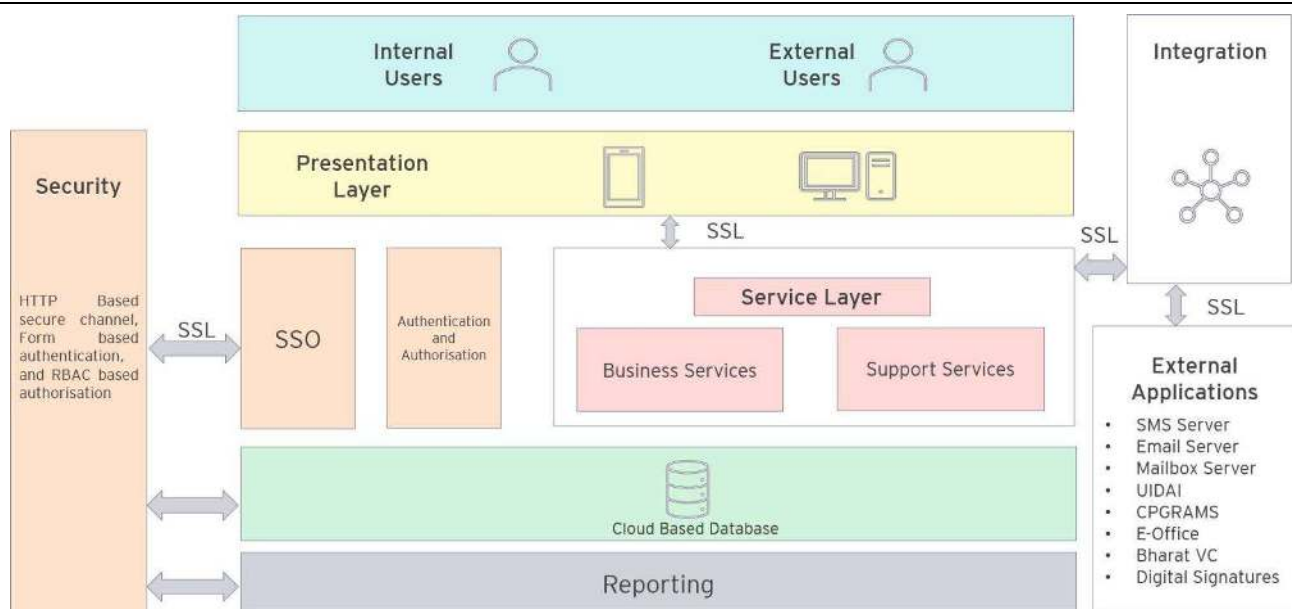 Internal
Users
External
Users
Integration
Presentation
Layer
Security
HTTP Based
secure channel,
Form based
authentication,
and RBAC based
authorisation
SSL
SSL
SSL
SSO
Authentication
and
Authorisation
Service Layer
Business Services
Support Services
SSL
External
Applications
• SMS Server
• Email Server
• Mailbox Server
• UIDAI
• CPGRAMS
• E-Office
• Bharat VC
• Digital Signatures
Cloud Based Database
Reporting